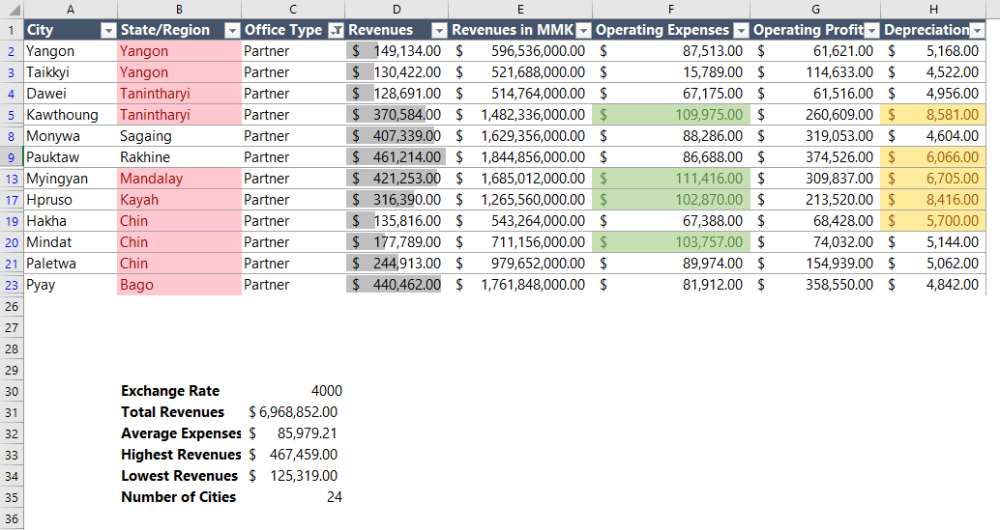 A B C D E F G H
1 City State/Region Office Type Revenues Revenues in MMK Operating Expenses Operating Profit Depreciation
2 Yangon Yangon Partner $ 149,134.00 $ 596,536,000.00 $ 87,513.00 $ 61,621.00 $ 5,168.00
3 Taikkyi Yangon Partner $ 130,422.00 $ 521,688,000.00 $ 15,789.00 $ 114,633.00 $ 4,522.00
4 Dawei Tanintharyi Partner $ 128,691.00 $ 514,764,000.00 $ 67,175.00 $ 61,516.00 $ 4,956.00
5 Kawthoung Tanintharyi Partner $ 370,584.00 $ 1,482,336,000.00 $ 109,975.00 $ 260,609.00 $ 8,581.00
8 Monywa Sagaing Partner $ 407,339.00 $ 1,629,356,000.00 $ 88,286.00 $ 319,053.00 $ 4,604.00
9 Pauktaw Rakhine Partner $ 461,214.00 $ 1,844,856,000.00 $ 86,688.00 $ 374,526.00 $ 6,066.00
13 Myingyan Mandalay Partner $ 421,253.00 $ 1,685,012,000.00 $ 111,416.00 $ 309,837.00 $ 6,705.00
17 Hpruso Kayah Partner $ 316,390.00 $ 1,265,560,000.00 $ 102,870.00 $ 213,520.00 $ 8,416.00
19 Hakha Chin Partner $ 135,816.00 $ 543,264,000.00 $ 67,388.00 $ 68,428.00 $ 5,700.00
20 Mindat Chin Partner $ 177,789.00 $ 711,156,000.00 $ 103,757.00 $ 74,032.00 $ 5,144.00
21 Paletwa Chin Partner $ 244,913.00 $ 979,652,000.00 $ 89,974.00 $ 154,939.00 $ 5,062.00
23 Pyay Bago Partner $ 440,462.00 $ 1,761,848,000.00 $ 81,912.00 $ 358,550.00 $ 4,842.00
26
27
28
29
30 Exchange Rate 4000
31 Total Revenues $ 6,968,852.00
32 Average Expenses $ 85,979.21
33 Highest Revenues $ 467,459.00
34 Lowest Revenues $ 125,319.00
35 Number of Cities 24
36